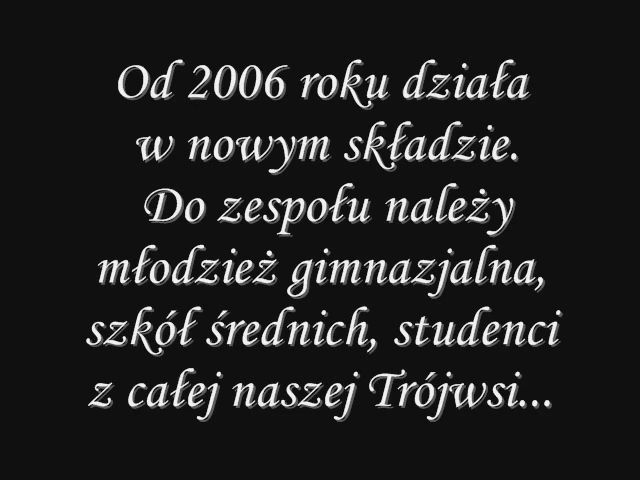 Od 2006 roku działa
w nowym składzie.
Do zespołu należy
młodzież gimnazjalna,
szkół średnich, studenci
z całej naszej Trójwsi...